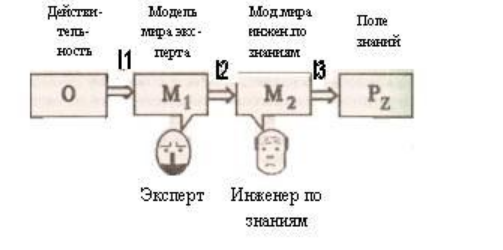 Действи-
тель-
ность
Модель
мира экс-
перта
Мод.мира
инжен.по
знаниям
Поле
знаний
I1
I2
I3
O
M1
M2
PZ
Эксперт
Инженер по
знаниям